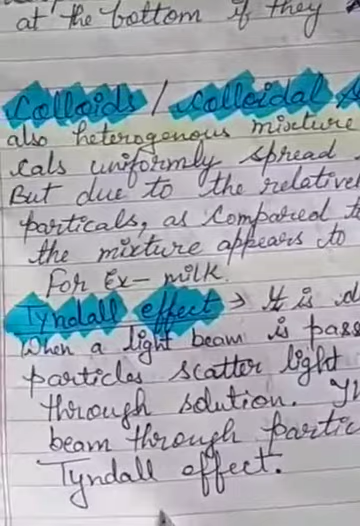 at the bottom if they
Colloids / Colloidal S
also heterogenous mixture
cals uniformly spread
But due to the relative
particals, as compared t
the mixture appears to
For Ex- milk.
Tyndall effect → It is d
When a light beam is pass
particles scatter light
through solution. Th
beam through partic
Tyndall effect.